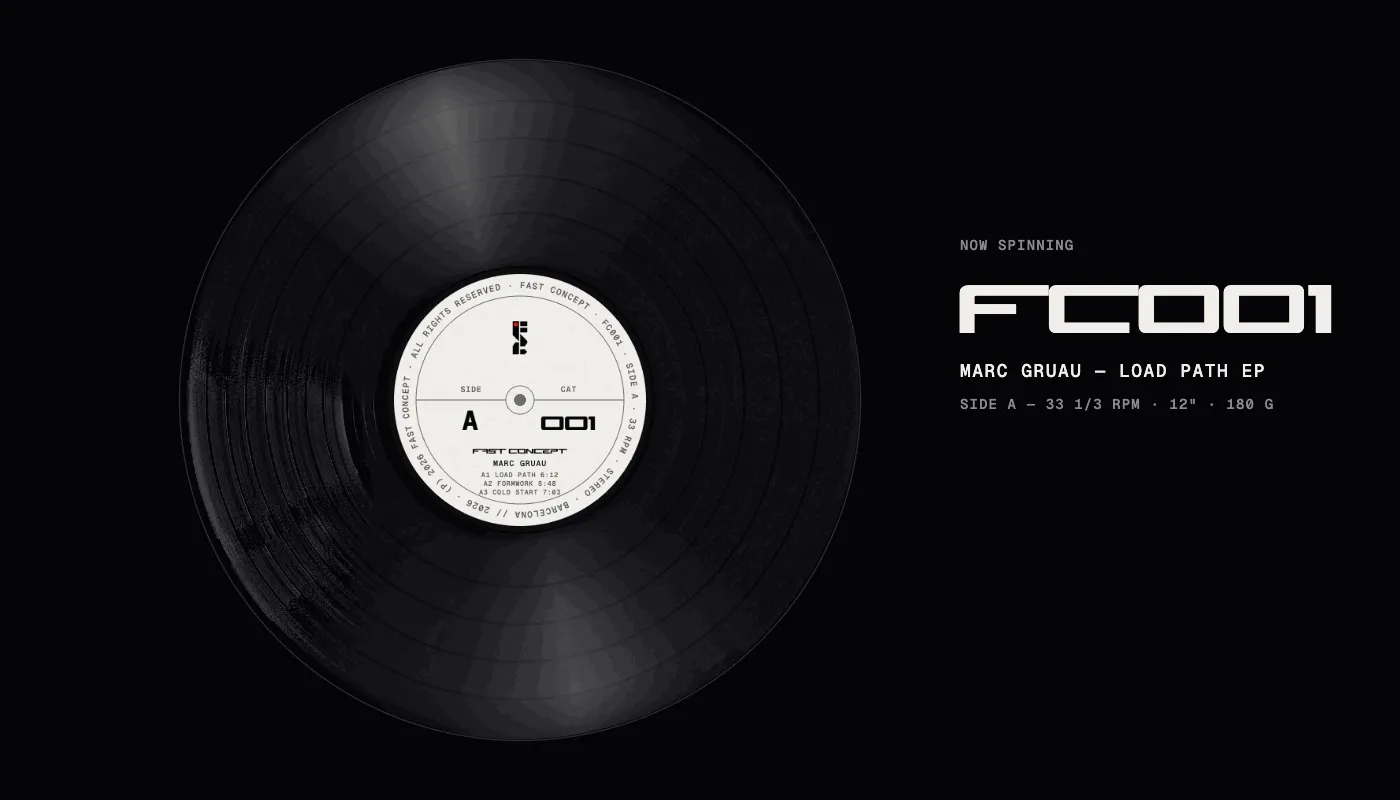 FAST CONCEPT · FC001 · SIDE A · 33 RPM · STEREO · BARCELONA // 2026 · (P) 2026 FAST CONCEPT · ALL RIGHTS RESERVED ·
SIDE CAT
A 001
FAST CONCEPT
MARC GRUAU
A1 LOAD PATH 6:12
A2 FORMWORK 5:48
A3 COLD START 7:03
NOW SPINNING
FC001
MARC GRUAU — LOAD PATH EP
SIDE A — 33 1/3 RPM · 12" · 180 G